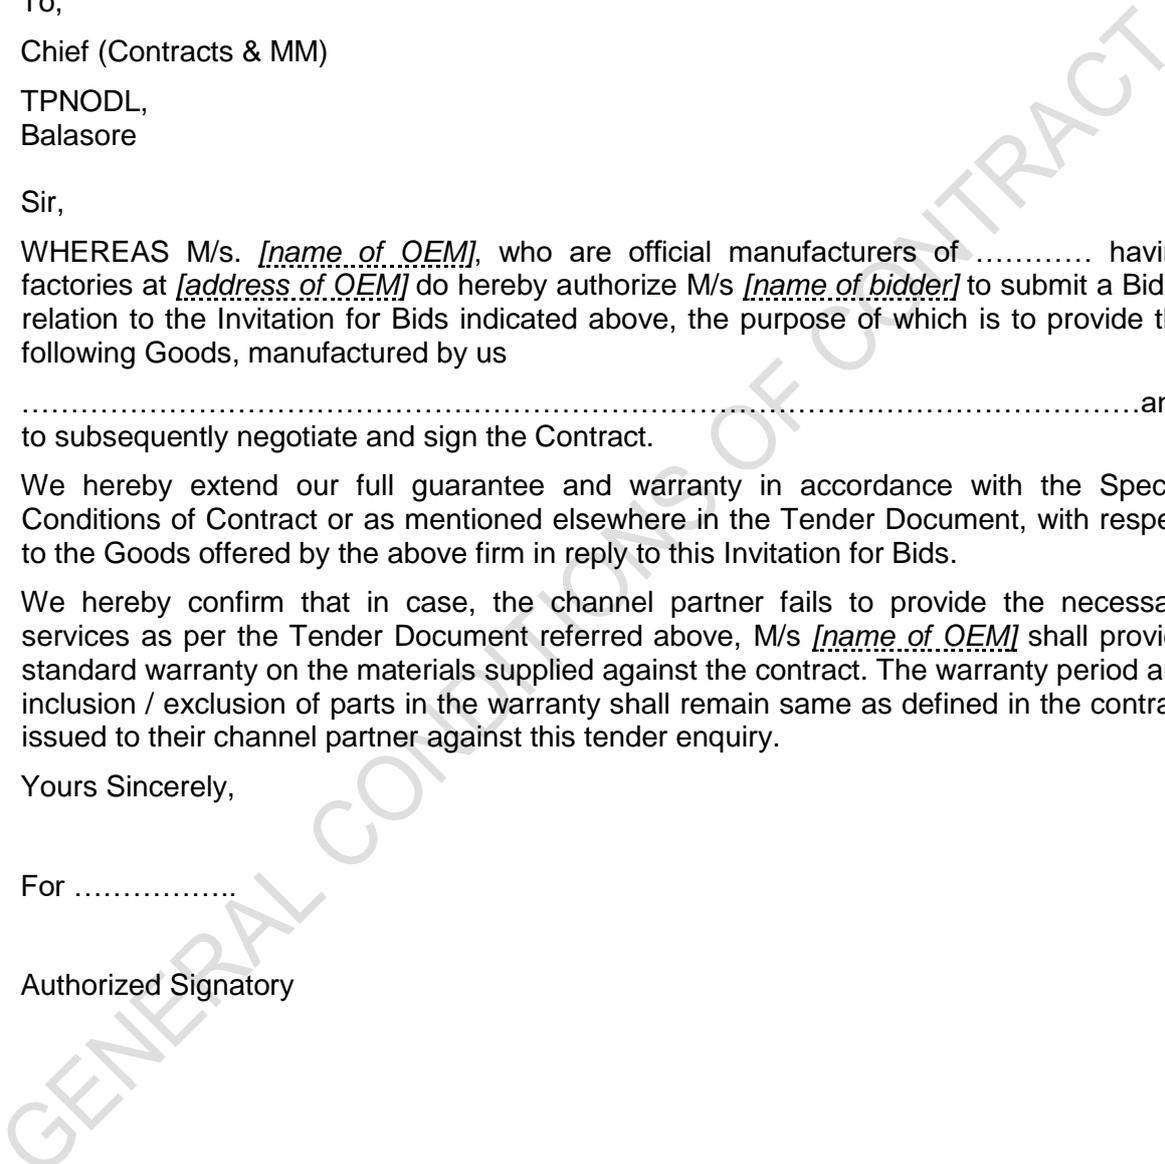 To,
Chief (Contracts & MM)
TPNODL,
Balasore
Sir,
WHEREAS M/s. [name of OEM], who are official manufacturers of ………… havin
factories at [address of OEM] do hereby authorize M/s [name of bidder] to submit a Bid
relation to the Invitation for Bids indicated above, the purpose of which is to provide th
following Goods, manufactured by us
……………………………………………………………………………………………………an
to subsequently negotiate and sign the Contract.
We hereby extend our full guarantee and warranty in accordance with the Spec
Conditions of Contract or as mentioned elsewhere in the Tender Document, with respe
to the Goods offered by the above firm in reply to this Invitation for Bids.
We hereby confirm that in case, the channel partner fails to provide the necessa
services as per the Tender Document referred above, M/s [name of OEM] shall provi
standard warranty on the materials supplied against the contract. The warranty period a
inclusion / exclusion of parts in the warranty shall remain same as defined in the contra
issued to their channel partner against this tender enquiry.
Yours Sincerely,
For ……………..
Authorized Signatory
GENERAL CONDITIONS OF CONTRACT